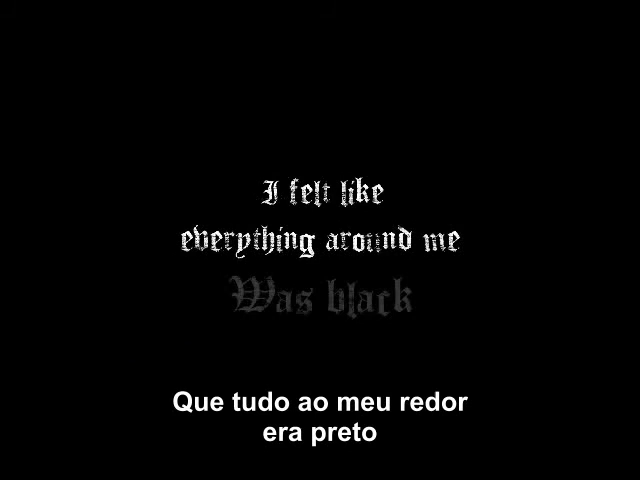 I felt like
everything around me
Was black
Que tudo ao meu redor
era preto